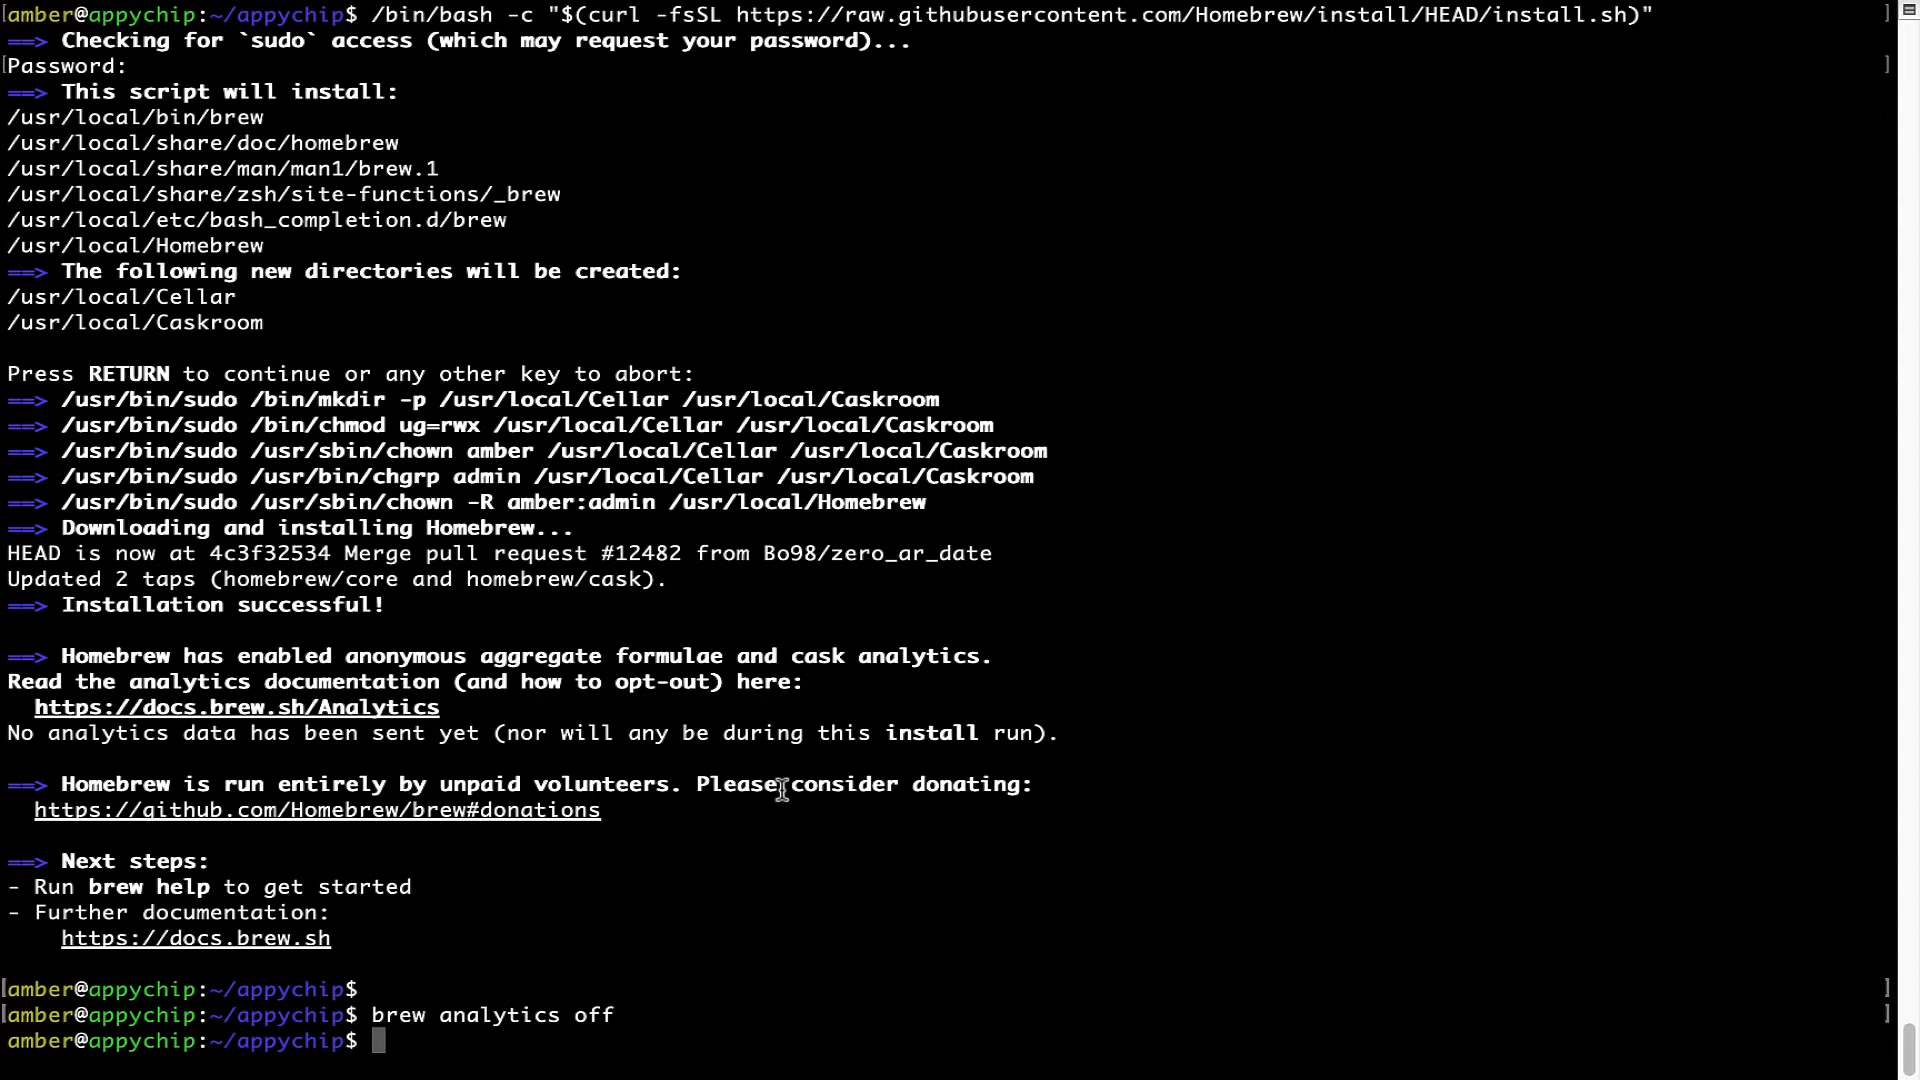 [amber@appychip:~/appychip$ /bin/bash -c "$(curl -fsSL https://raw.githubusercontent.com/Homebrew/install/HEAD/install.sh)" ]
==> Checking for `sudo` access (which may request your password)...
[Password: ]
==> This script will install:
/usr/local/bin/brew
/usr/local/share/doc/homebrew
/usr/local/share/man/man1/brew.1
/usr/local/share/zsh/site-functions/_brew
/usr/local/etc/bash_completion.d/brew
/usr/local/Homebrew
==> The following new directories will be created:
/usr/local/Cellar
/usr/local/Caskroom
Press RETURN to continue or any other key to abort:
==> /usr/bin/sudo /bin/mkdir -p /usr/local/Cellar /usr/local/Caskroom
==> /usr/bin/sudo /bin/chmod ug=rwx /usr/local/Cellar /usr/local/Caskroom
==> /usr/bin/sudo /usr/sbin/chown amber /usr/local/Cellar /usr/local/Caskroom
==> /usr/bin/sudo /usr/bin/chgrp admin /usr/local/Cellar /usr/local/Caskroom
==> /usr/bin/sudo /usr/sbin/chown -R amber:admin /usr/local/Homebrew
==> Downloading and installing Homebrew...
HEAD is now at 4c3f32534 Merge pull request #12482 from Bo98/zero_ar_date
Updated 2 taps (homebrew/core and homebrew/cask).
==> Installation successful!
==> Homebrew has enabled anonymous aggregate formulae and cask analytics.
Read the analytics documentation (and how to opt-out) here:
https://docs.brew.sh/Analytics
No analytics data has been sent yet (nor will any be during this install run).
==> Homebrew is run entirely by unpaid volunteers. Please consider donating:
https://github.com/Homebrew/brew#donations
==> Next steps:
- Run brew help to get started
- Further documentation:
https://docs.brew.sh
[amber@appychip:~/appychip$ ]
[amber@appychip:~/appychip$ brew analytics off ]
amber@appychip:~/appychip$